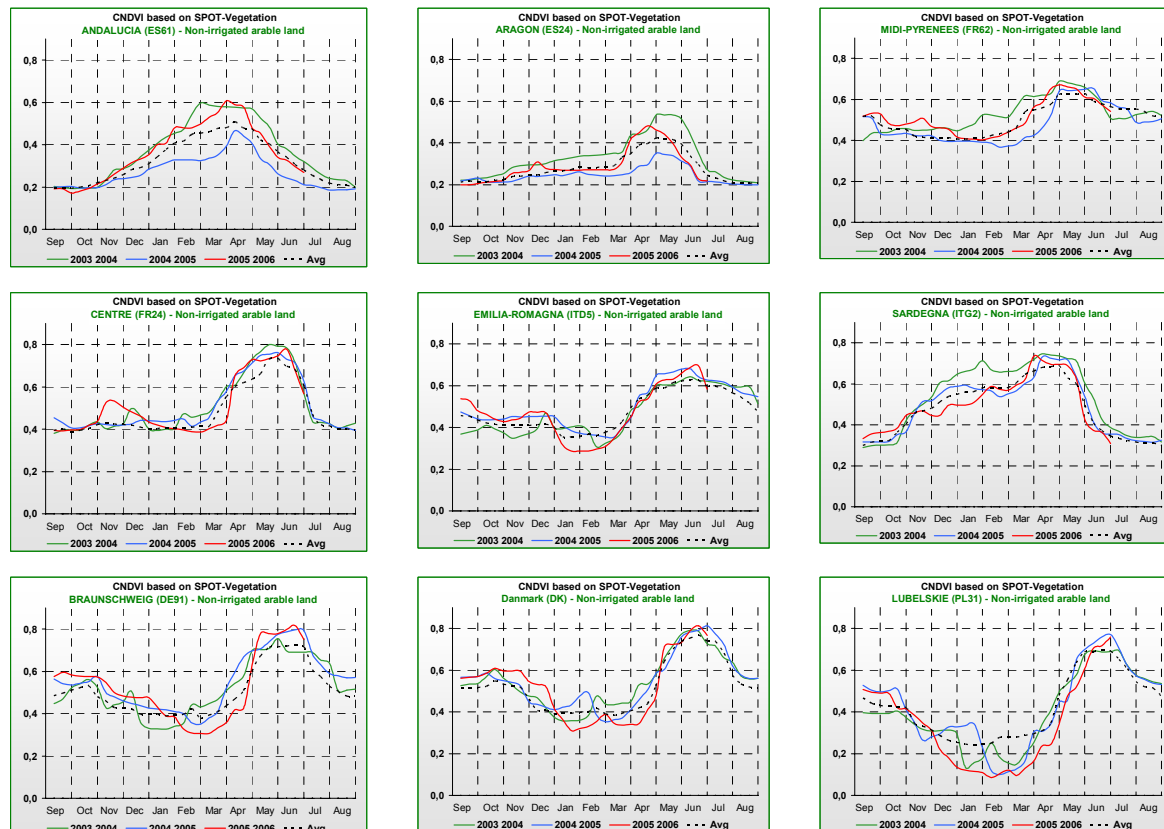 CNDVI based on SPOT-Vegetation
ANDALUCIA (ES61) - Non-irrigated arable land
0,8
0,6
0,4
0,2
0,0
Sep Oct Nov Dec Jan Feb Mar Apr May Jun Jul Aug
2003 2004 2004 2005 2005 2006 Avg
CNDVI based on SPOT-Vegetation
ARAGON (ES24) - Non-irrigated arable land
0,8
0,6
0,4
0,2
0,0
Sep Oct Nov Dec Jan Feb Mar Apr May Jun Jul Aug
2003 2004 2004 2005 2005 2006 Avg
CNDVI based on SPOT-Vegetation
MIDI-PYRENEES (FR62) - Non-irrigated arable land
0,8
0,6
0,4
0,2
0,0
Sep Oct Nov Dec Jan Feb Mar Apr May Jun Jul Aug
2003 2004 2004 2005 2005 2006 Avg
CNDVI based on SPOT-Vegetation
CENTRE (FR24) - Non-irrigated arable land
0,8
0,6
0,4
0,2
0,0
Sep Oct Nov Dec Jan Feb Mar Apr May Jun Jul Aug
2003 2004 2004 2005 2005 2006 Avg
CNDVI based on SPOT-Vegetation
EMILIA-ROMAGNA (ITD5) - Non-irrigated arable land
0,8
0,6
0,4
0,2
0,0
Sep Oct Nov Dec Jan Feb Mar Apr May Jun Jul Aug
2003 2004 2004 2005 2005 2006 Avg
CNDVI based on SPOT-Vegetation
SARDEGNA (ITG2) - Non-irrigated arable land
0,8
0,6
0,4
0,2
0,0
Sep Oct Nov Dec Jan Feb Mar Apr May Jun Jul Aug
2003 2004 2004 2005 2005 2006 Avg
CNDVI based on SPOT-Vegetation
BRAUNSCHWEIG (DE91) - Non-irrigated arable land
0,8
0,6
0,4
0,2
0,0
Sep Oct Nov Dec Jan Feb Mar Apr May Jun Jul Aug
2003 2004 2004 2005 2005 2006 Avg
CNDVI based on SPOT-Vegetation
Danmark (DK) - Non-irrigated arable land
0,8
0,6
0,4
0,2
0,0
Sep Oct Nov Dec Jan Feb Mar Apr May Jun Jul Aug
2003 2004 2004 2005 2005 2006 Avg
CNDVI based on SPOT-Vegetation
LUBELSKIE (PL31) - Non-irrigated arable land
0,8
0,6
0,4
0,2
0,0
Sep Oct Nov Dec Jan Feb Mar Apr May Jun Jul Aug
2003 2004 2004 2005 2005 2006 Avg